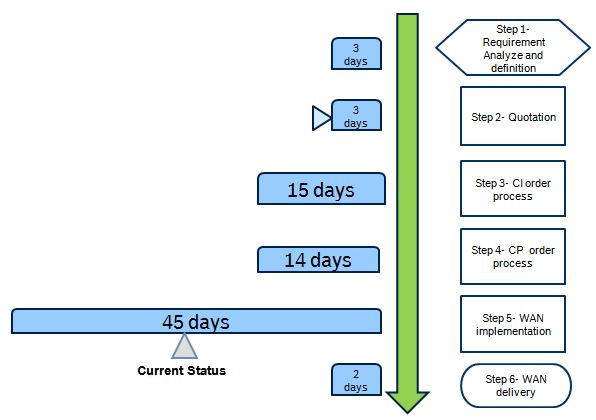 3
days
Step 1-
Requirement
Analyze and
definition
3
days
Step 2- Quotation
15 days
Step 3- CI order
process
14 days
Step 4- CP order
process
45 days
Step 5- WAN
implementation
Current Status
2
days
Step 6- WAN
delivery